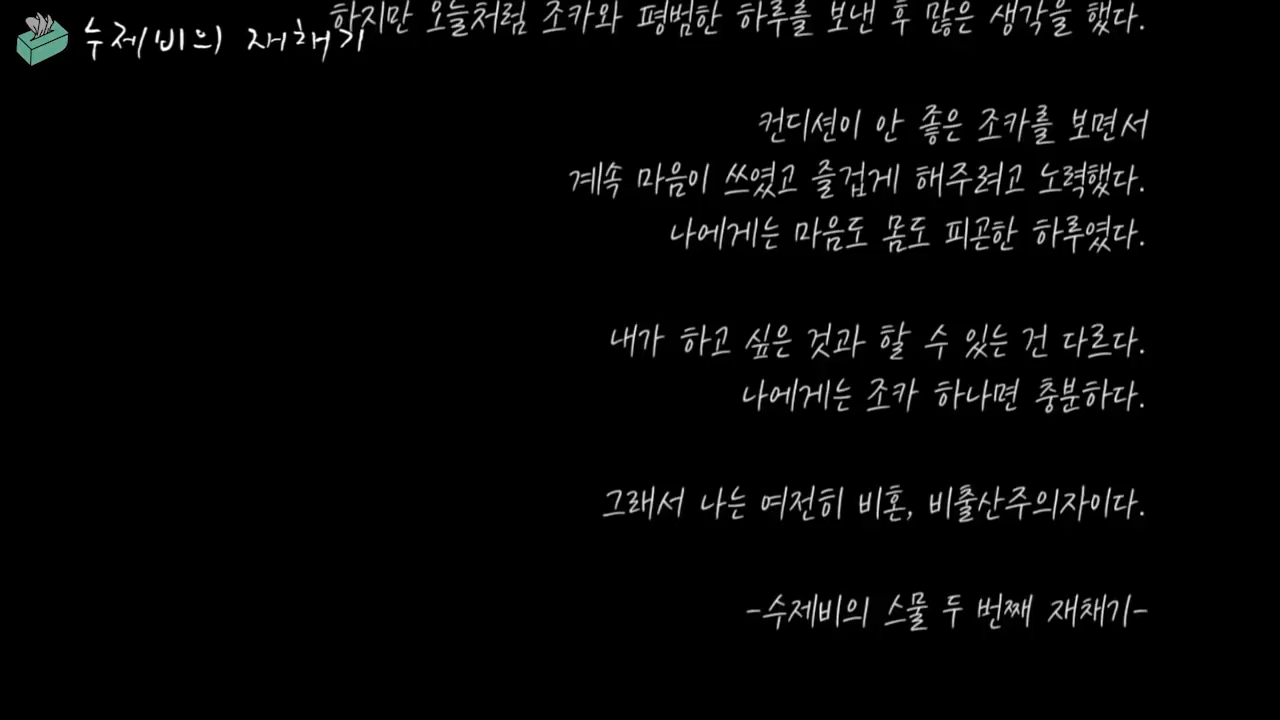 수제비의 재채기
하지만 오늘처럼 조카와 평범한 하루를 보낸 후 많은 생각을 했다.
컨디션이 안 좋은 조카를 보면서
계속 마음이 쓰였고 즐겁게 해주려고 노력했다.
나에게는 마음도 몸도 피곤한 하루였다.
내가 하고 싶은 것과 할 수 있는 건 다르다.
나에게는 조카 하나면 충분하다.
그래서 나는 여전히 비혼, 비출산주의자이다.
-수제비의 스물 두 번째 재채기-